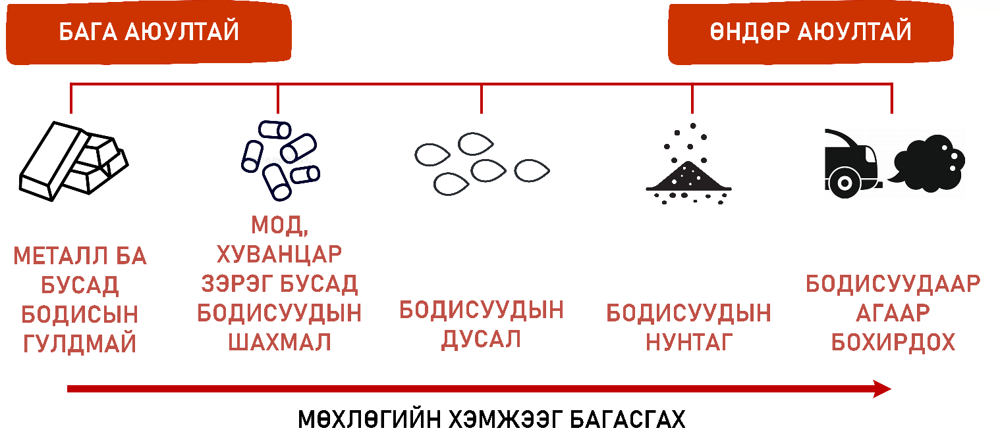 БАГА АЮУЛТАЙ
ӨНДӨР АЮУЛТАЙ
МЕТАЛЛ БА
БУСАД
БОДИСЫН
ГУЛДМАЙ
МОД,
ХУВАНЦАР
ЗЭРЭГ БУСАД
БОДИСУУДЫН
ШАХМАЛ
БОДИСУУДЫН
ДУСАЛ
БОДИСУУДЫН
НУНТАГ
БОДИСУУДААР
АГААР
БОХИРДОХ
МӨХЛӨГИЙН ХЭМЖЭЭГ БАГАСГАХ